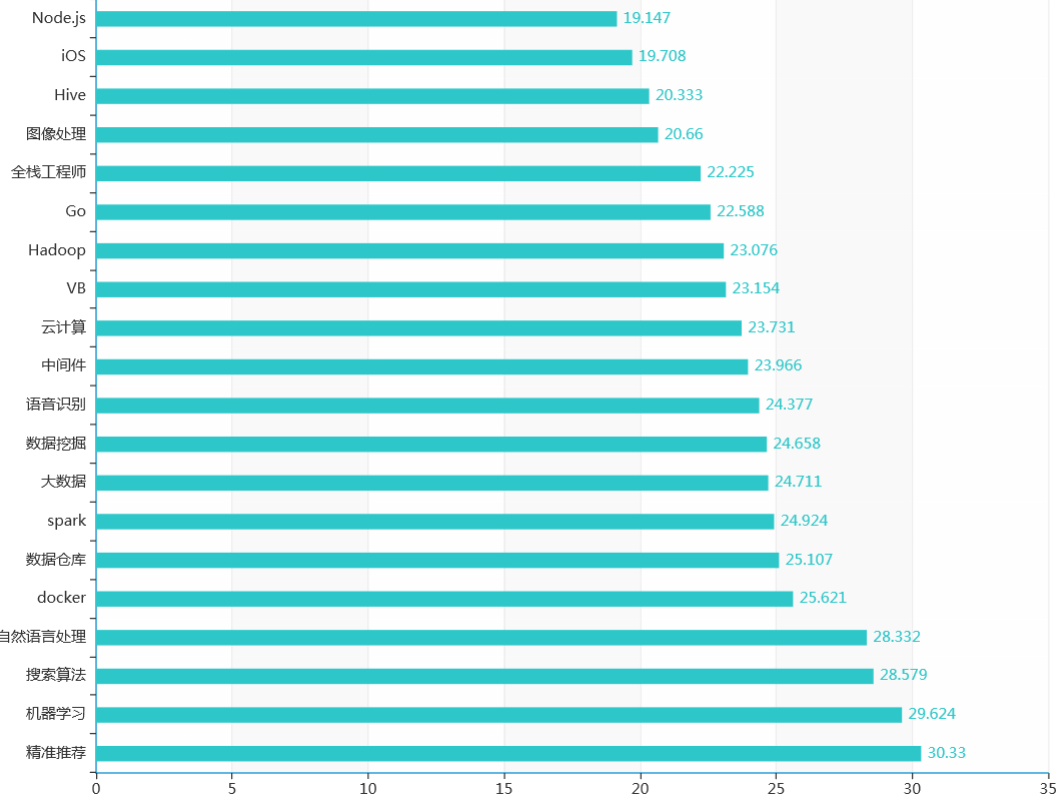 Node.js 19.147
iOS 19.708
Hive 20.333
图像处理 20.66
全栈工程师 22.225
Go 22.588
Hadoop 23.076
VB 23.154
云计算 23.731
中间件 23.966
语音识别 24.377
数据挖掘 24.658
大数据 24.711
spark 24.924
数据仓库 25.107
docker 25.621
自然语言处理 28.332
搜索算法 28.579
机器学习 29.624
精准推荐 30.33
0 5 10 15 20 25 30 35